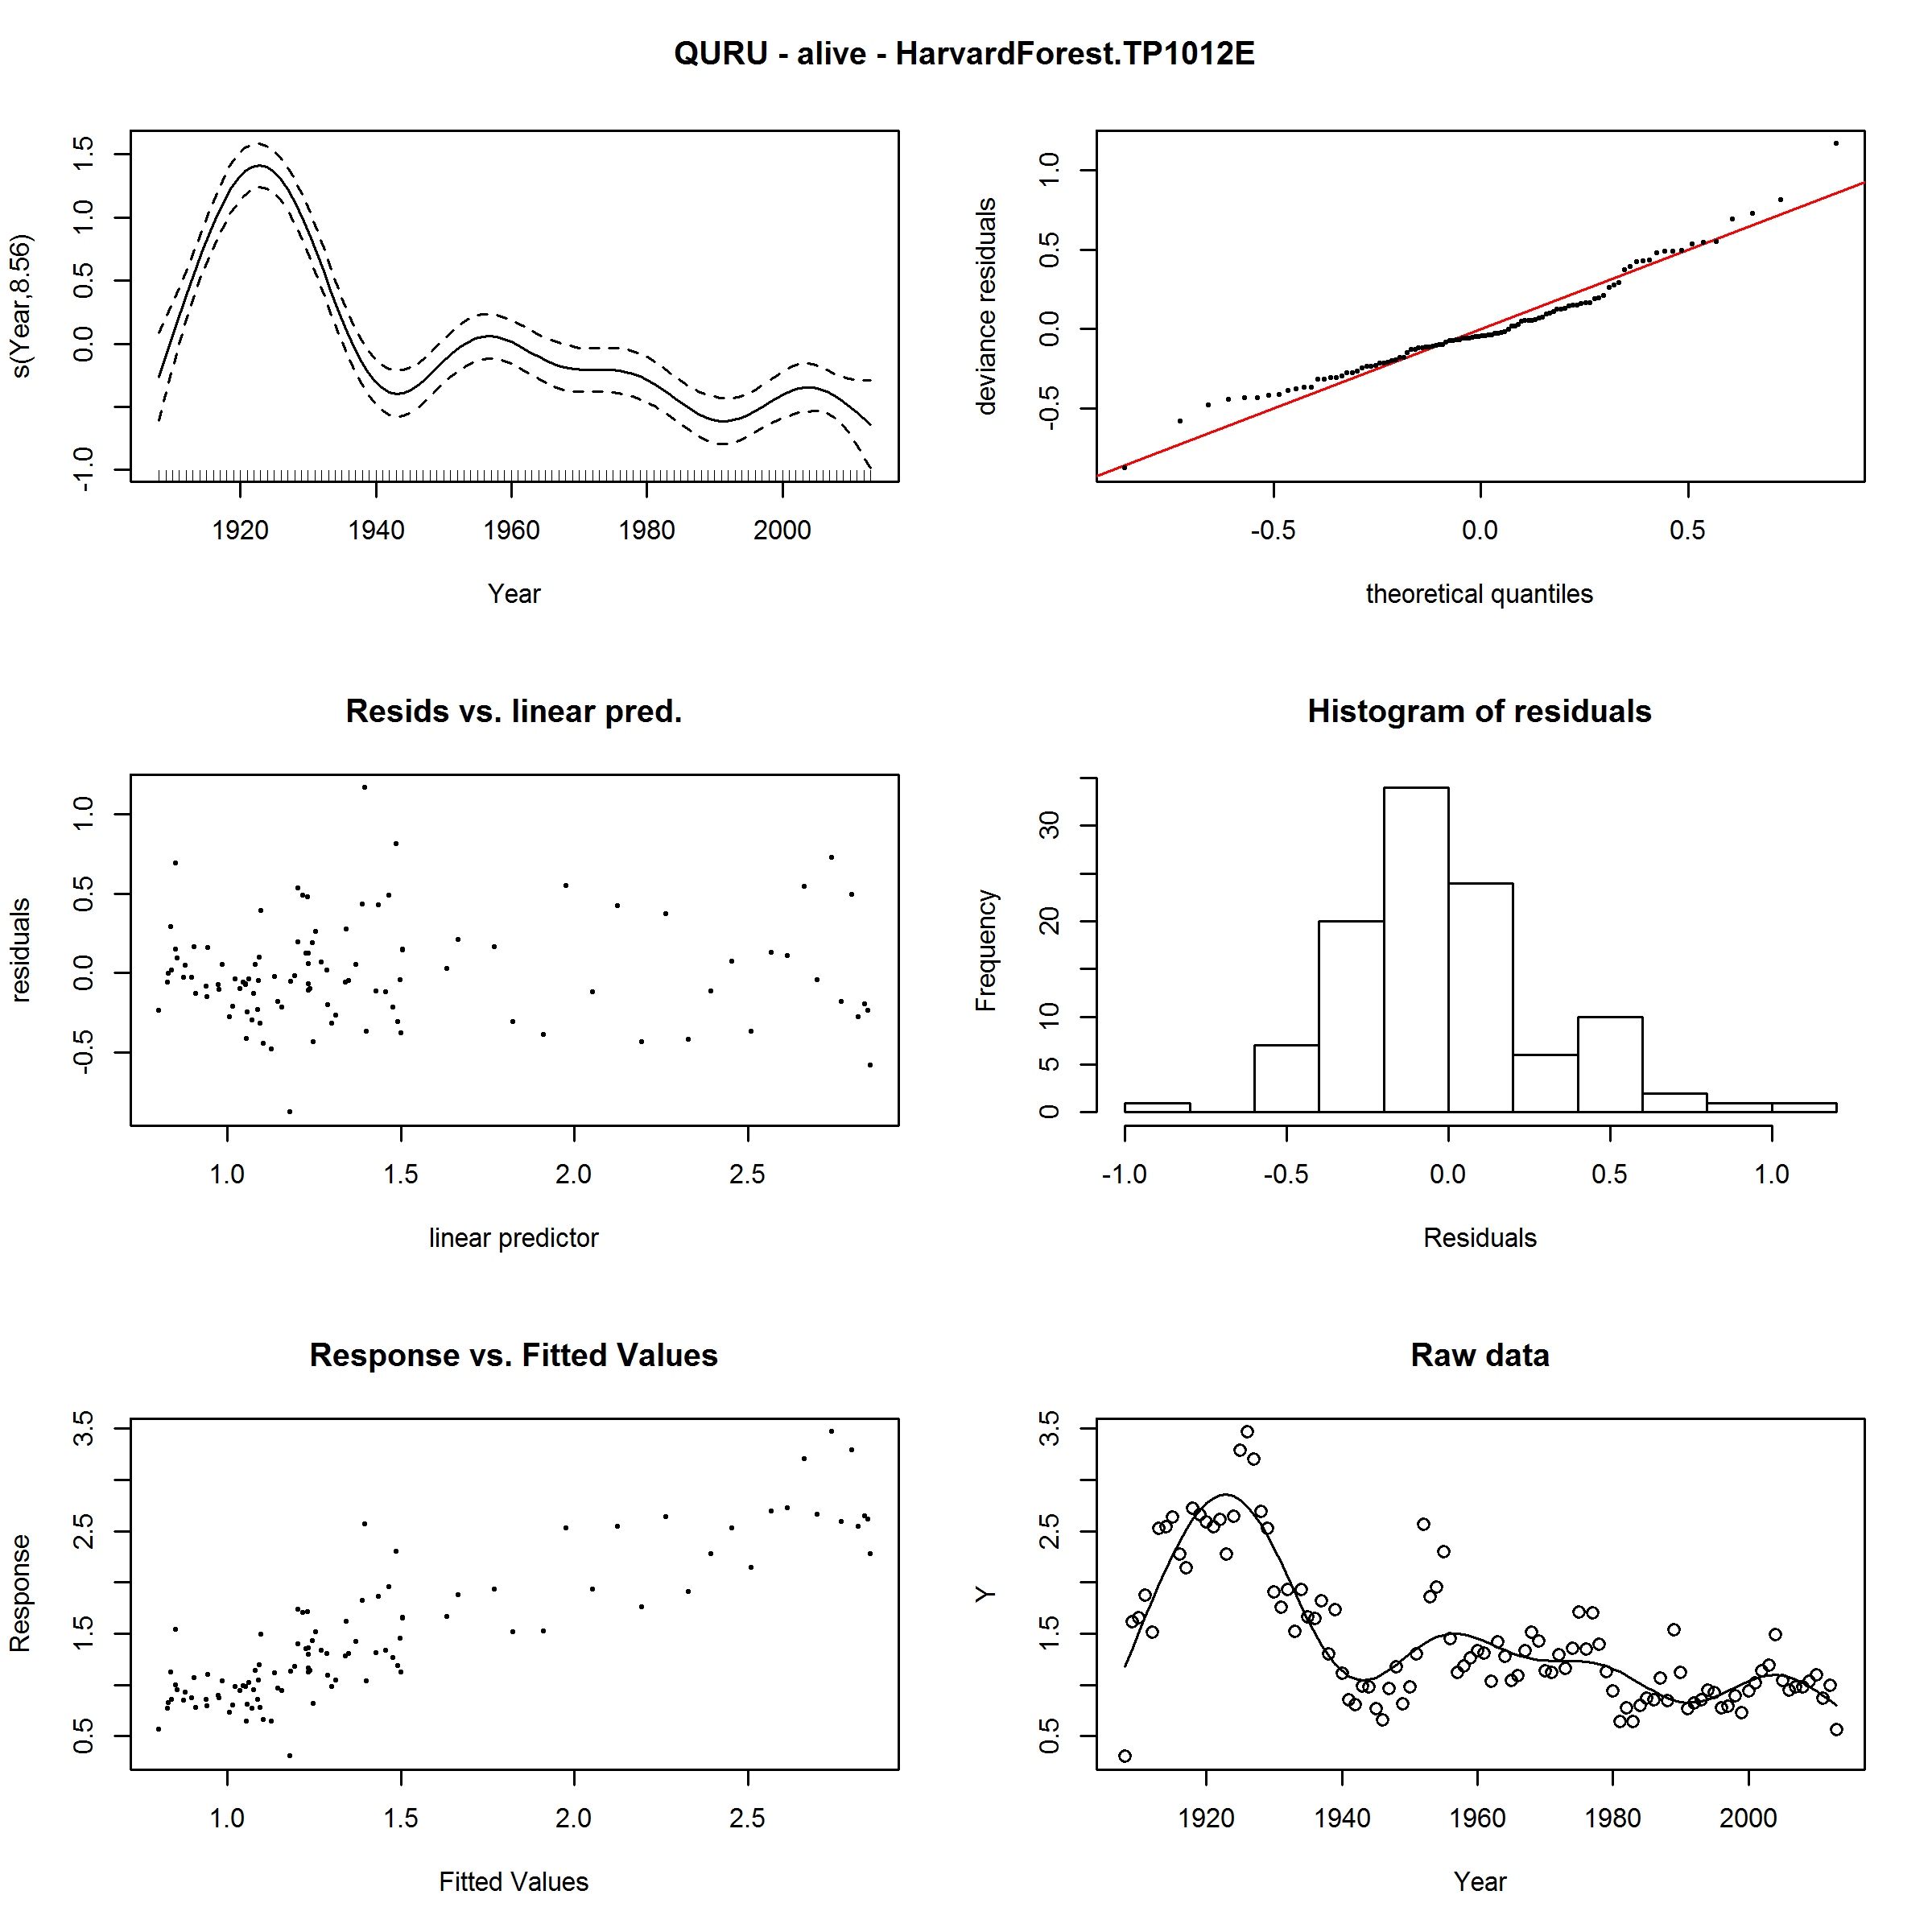 QURU - alive - HarvardForest.TP1012E
s(Year,8.56)
1.5
1.0
0.5
0.0
-1.0
1920 1940 1960 1980 2000
Year
deviance residuals
1.0
0.5
0.0
-0.5
-0.5 0.0 0.5
theoretical quantiles
Resids vs. linear pred.
residuals
1.0
0.5
0.0
-0.5
1.0 1.5 2.0 2.5
linear predictor
Histogram of residuals
Frequency
30
20
10
5
0
-1.0 -0.5 0.0 0.5 1.0
Residuals
Response vs. Fitted Values
Response
3.5
2.5
1.5
0.5
1.0 1.5 2.0 2.5
Fitted Values
Raw data
Y
3.5
2.5
1.5
0.5
1920 1940 1960 1980 2000
Year